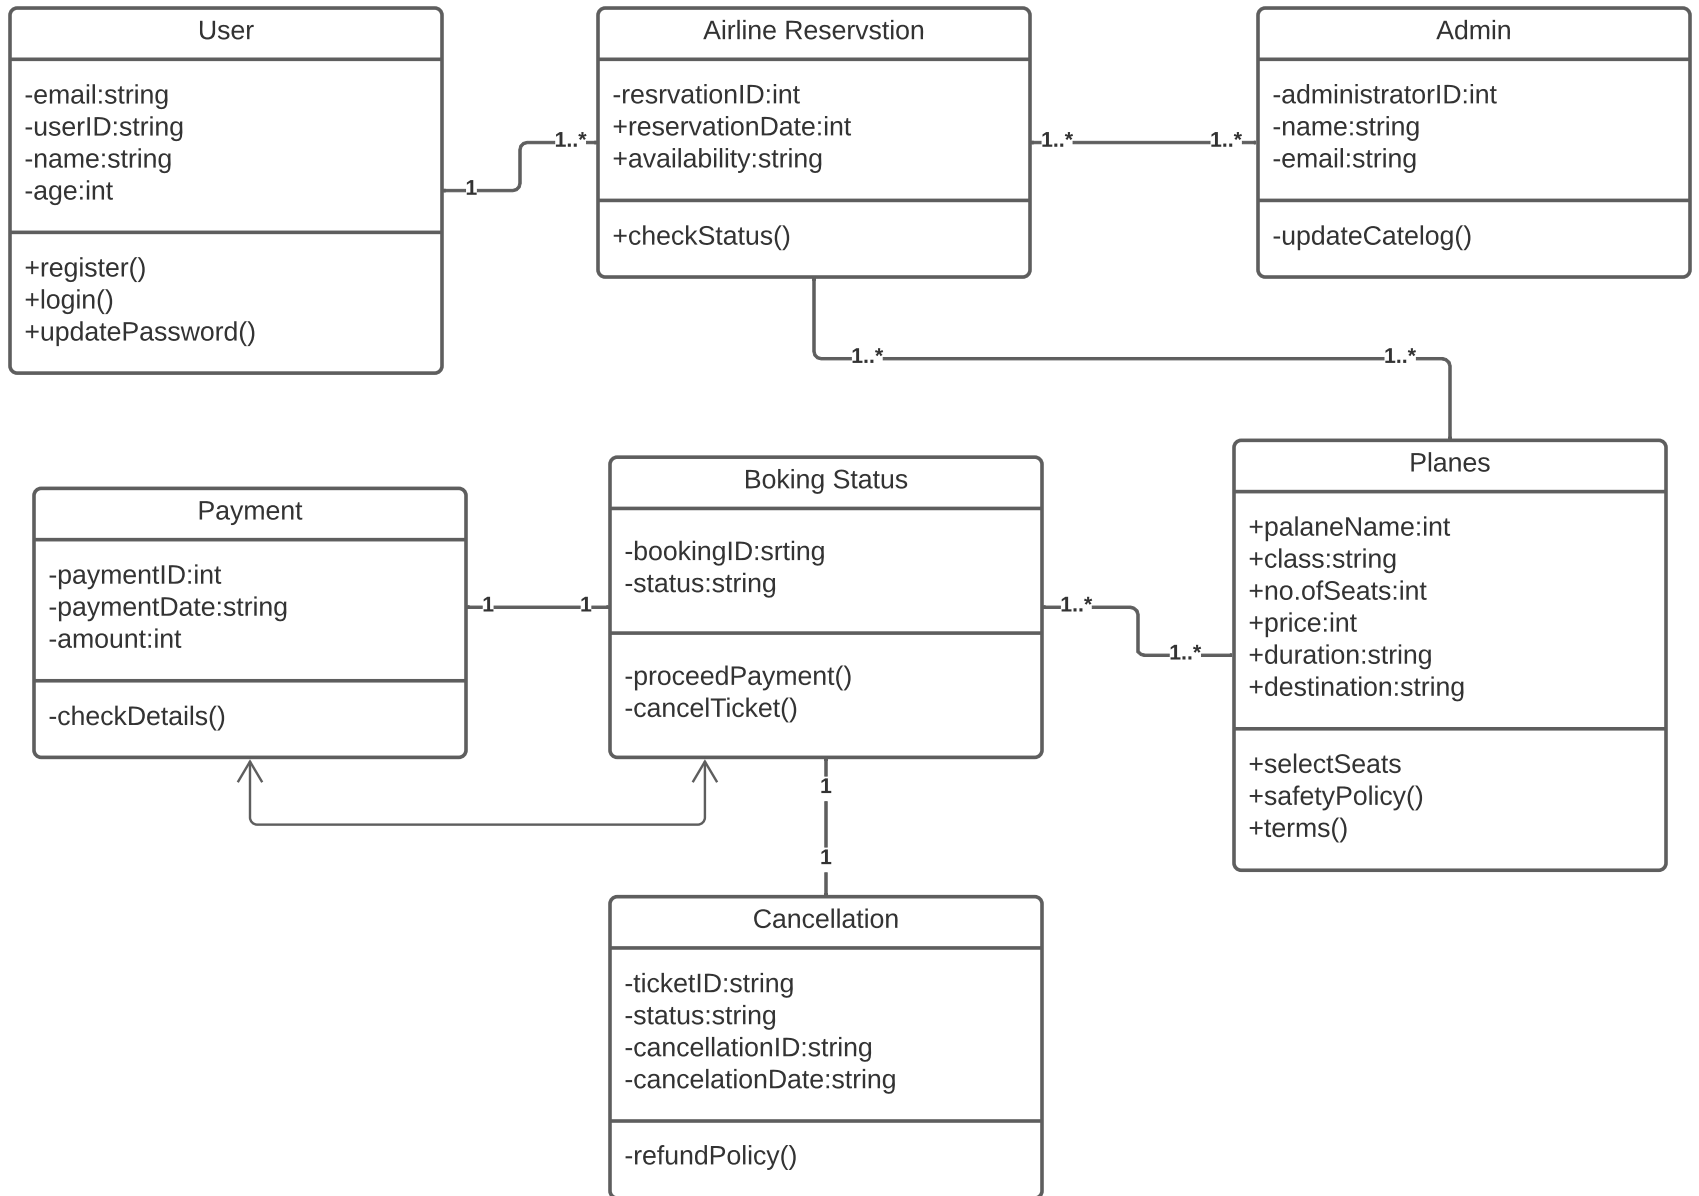 User
-email:string
-userID:string
-name:string
-age:int
+register()
+login()
+updatePassword()
1
1..*
Airline Reservstion
-resrvationID:int
+reservationDate:int
+availability:string
+checkStatus()
1..*
1..*
Admin
-administratorID:int
-name:string
-email:string
-updateCatelog()
1..*
1..*
Payment
-paymentID:int
-paymentDate:string
-amount:int
-checkDetails()
1
1
Boking Status
-bookingID:srting
-status:string
-proceedPayment()
-cancelTicket()
1..*
1..*
Planes
+palaneName:int
+class:string
+no.ofSeats:int
+price:int
+duration:string
+destination:string
+selectSeats
+safetyPolicy()
+terms()
1
1
Cancellation
-ticketID:string
-status:string
-cancellationID:string
-cancelationDate:string
-refundPolicy()